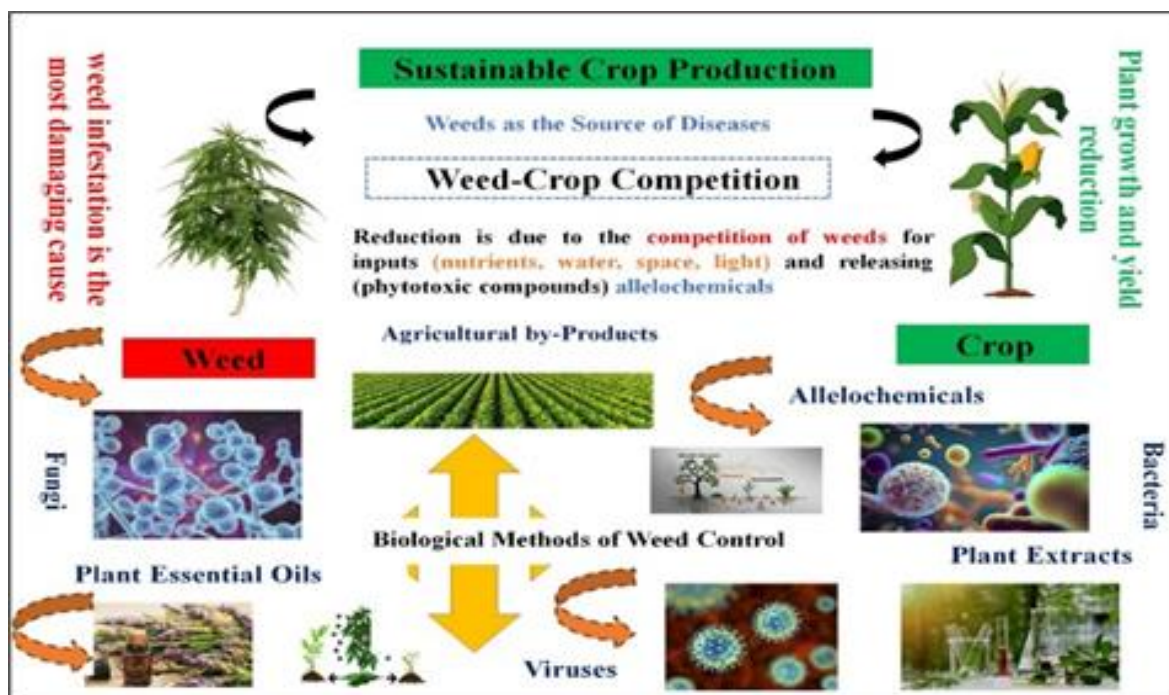 weed infestation is the
most damaging cause
Sustainable Crop Production
Weeds as the Source of Diseases
Weed-Crop Competition
Reduction is due to the competition of weeds for
inputs (nutrients, water, space, light) and releasing
(phytotoxic compounds) allelochemicals
Plant growth and yield
reduction
Agricultural by-Products
Weed
Crop
Allelochemicals
Fungi
Bacteria
Biological Methods of Weed Control
Plant Essential Oils
Plant Extracts
Viruses